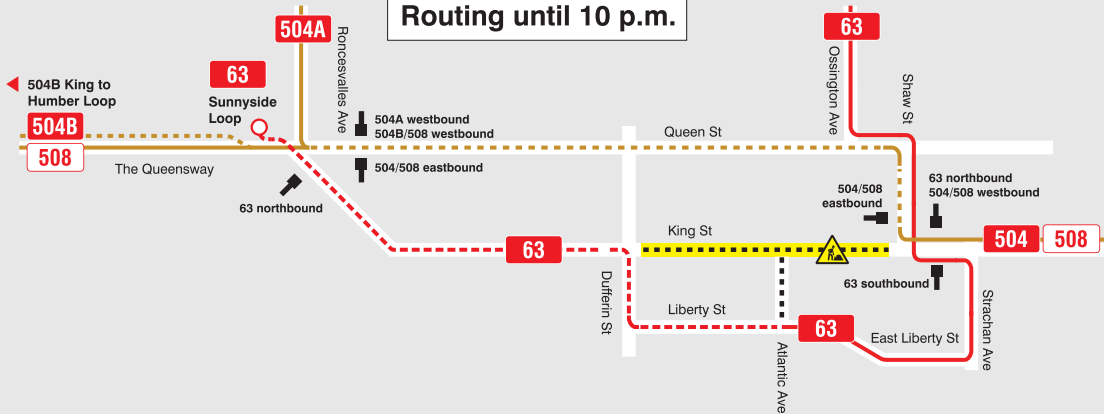 Routing until 10 p.m.
504A
63
Roncesvalles Ave
Ossington Ave
63
Shaw St
504B King to
Humber Loop
Sunnyside
Loop
504B
508
504A westbound
504B/508 westbound
Queen St
504/508 eastbound
The Queensway
63 northbound
63 northbound
504/508 westbound
504/508
eastbound
King St
63
504
508
63 southbound
Dufferin St
Liberty St
63
East Liberty St
Strachan Ave
Atlantic Ave